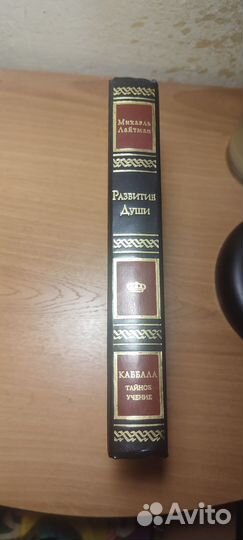 Михаэль
Лайтман
Развитие
Души
Каббала
тайное
учение
Avito